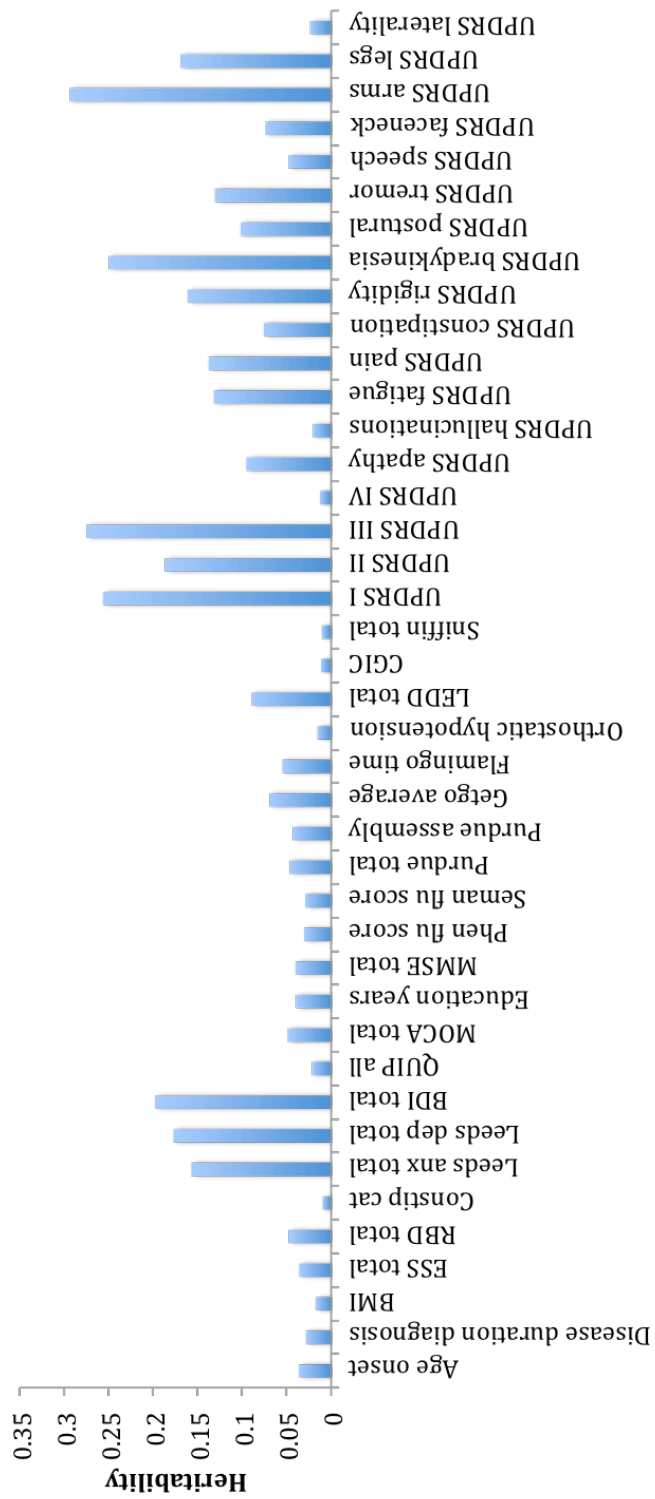 Heritability
0.35
0.3
0.25
0.2
0.15
0.1
0.05
0
Age onset
Disease duration diagnosis
BMI
ESS total
RBD total
Constip cat
Leeds anx total
Leeds dep total
BDI total
QUIP all
MOCA total
Education years
MMSE total
Phen flu score
Seman flu score
Purdue total
Purdue assembly
Getgo average
Flamingo time
Orthostatic hypotension
LEDD total
CGIC
Sniffin total
UPDRS I
UPDRS II
UPDRS III
UPDRS IV
UPDRS apathy
UPDRS hallucinations
UPDRS fatigue
UPDRS pain
UPDRS constipation
UPDRS rigidity
UPDRS bradykinesia
UPDRS postural
UPDRS tremor
UPDRS speech
UPDRS faceneck
UPDRS arms
UPDRS legs
UPDRS laterality